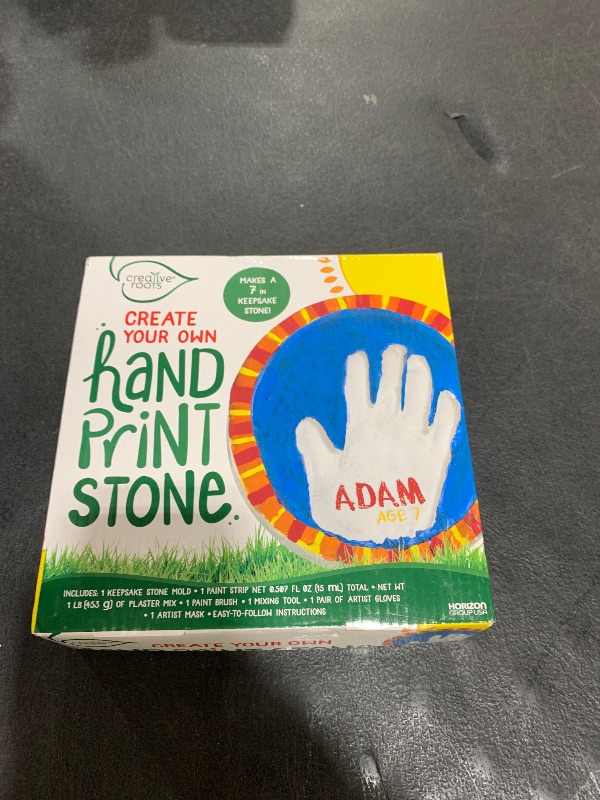 creative
roots
MAKES A
7 IN
KEEPSAKE
STONE!
CREATE
YOUR OWN
hAND
PriNT
STONe.
ADAM
AGE 7
INCLUDES: 1 KEEPSAKE STONE MOLD • 1 PAINT STRIP NET 0.507 FL OZ (15 mL) TOTAL • NET WT
1 LB (453 g) OF PLASTER MIX • 1 PAINT BRUSH • 1 MIXING TOOL • 1 PAIR OF ARTIST GLOVES
• 1 ARTIST MASK • EASY-TO-FOLLOW INSTRUCTIONS
HORIZON
GROUP USA
CREATE YOUR OWN